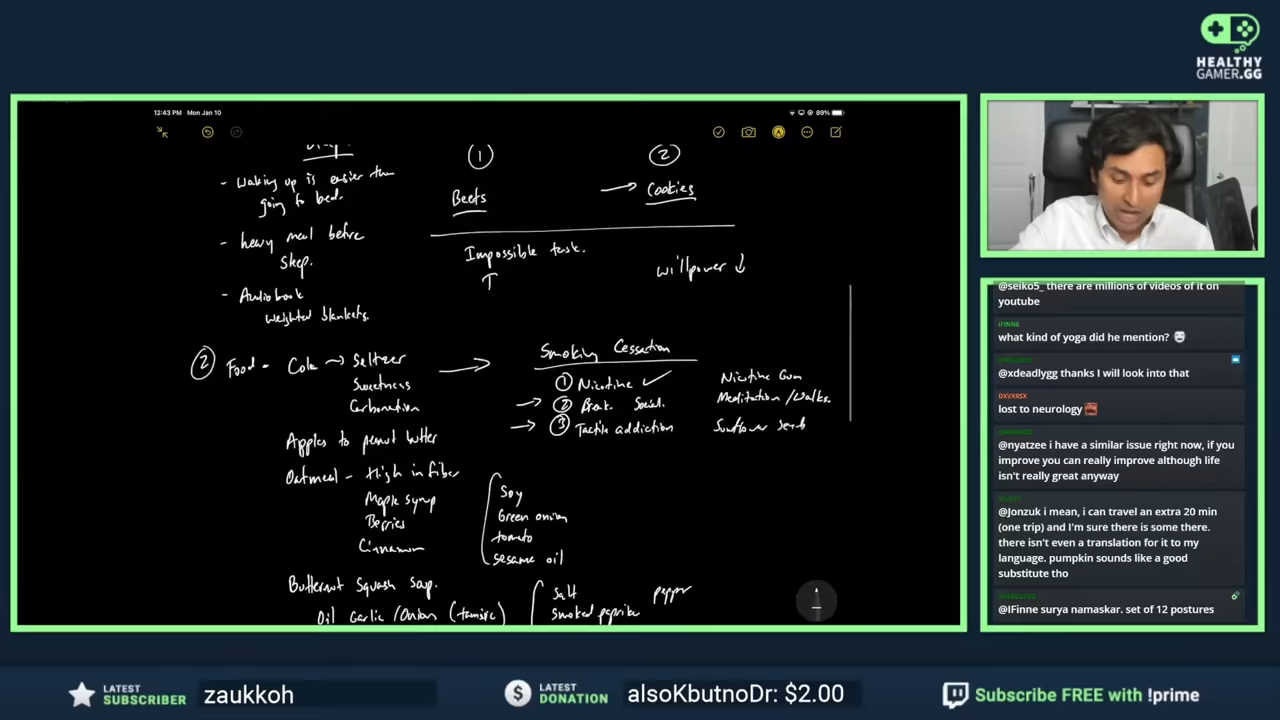 12:43 PM Mon Jan 10
89%
- Waking up is easier than
going to bed.
- heavy meal before
sleep.
- Audiobook
weighted blankets.
①
②
Beets
→ Cookies
Impossible task.
↑
willpower ↓
② Food - Coke → Seltzer
Sweetness
Carbonation
→
Smoking Cessation
① Nicotine ✓
Nicotine Gum
→ ② Break Social.
Meditation / Walks
→ ③ Tactile addiction
Sunflower seeds
Apples to peanut butter
Oatmeal - High in fiber
Maple syrup
Berries
Cinnamon
Soy
Green onion
tomato
sesame oil
Butternut Squash Soup.
Oil Garlic / Onion
Salt
pepper
smoked paprika
HEALTHY
GAMER.GG
@seiko5_ there are millions of videos of it on
youtube
IFINNE
what kind of yoga did he mention?
@xdeadlygg thanks I will look into that
DXVXRSX
lost to neurology
@nyatzee i have a similar issue right now, if you
improve you can really improve although life
isn't really great anyway
@Jonzuk i mean, i can travel an extra 20 min
(one trip) and I'm sure there is some there.
there isn't even a translation for it to my
language. pumpkin sounds like a good
substitute tho
@IFinne surya namaskar. set of 12 postures
LATEST
SUBSCRIBER
zaukkoh
LATEST
DONATION
alsoKbutnoDr: $2.00
Subscribe FREE with !prime